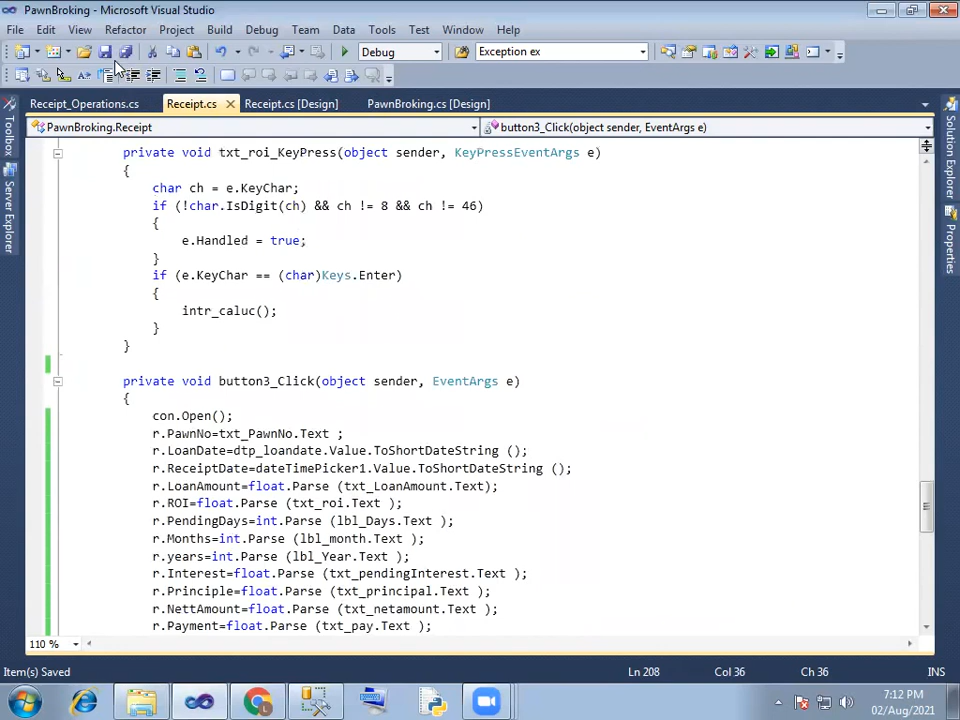 PawnBroking - Microsoft Visual Studio
File Edit View Refactor Project Build Debug Team Data Tools Test Window Help
Debug Exception ex
Receipt_Operations.cs Receipt.cs Receipt.cs [Design] PawnBroking.cs [Design]
PawnBroking.Receipt button3_Click(object sender, EventArgs e)
Toolbox
Server Explorer
Solution Explorer
Properties
private void txt_roi_KeyPress(object sender, KeyPressEventArgs e)
{
char ch = e.KeyChar;
if (!char.IsDigit(ch) && ch != 8 && ch != 46)
{
e.Handled = true;
}
if (e.KeyChar == (char)Keys.Enter)
{
intr_caluc();
}
}
private void button3_Click(object sender, EventArgs e)
{
con.Open();
r.PawnNo=txt_PawnNo.Text ;
r.LoanDate=dtp_loandate.Value.ToShortDateString ();
r.ReceiptDate=dateTimePicker1.Value.ToShortDateString ();
r.LoanAmount=float.Parse (txt_LoanAmount.Text);
r.ROI=float.Parse (txt_roi.Text );
r.PendingDays=int.Parse (lbl_Days.Text );
r.Months=int.Parse (lbl_month.Text );
r.years=int.Parse (lbl_Year.Text );
r.Interest=float.Parse (txt_pendingInterest.Text );
r.Principle=float.Parse (txt_principal.Text );
r.NettAmount=float.Parse (txt_netamount.Text );
r.Payment=float.Parse (txt_pay.Text );
110 %
Item(s) Saved Ln 208 Col 36 Ch 36 INS
7:12 PM
02/Aug/2021